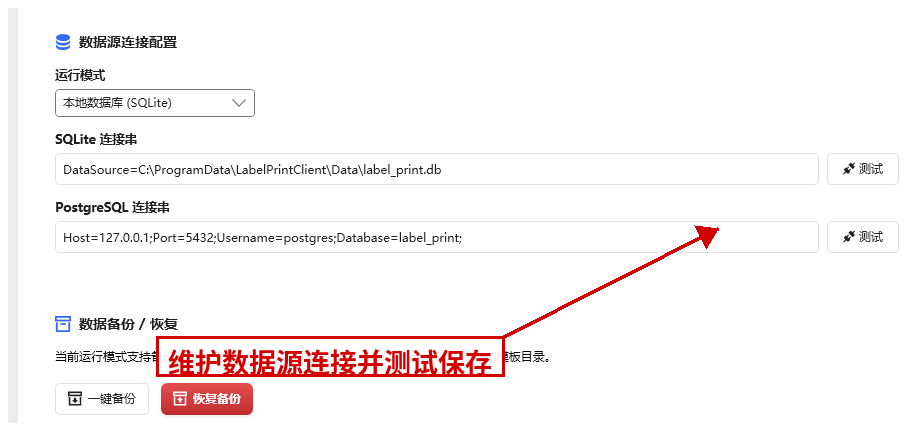 数据源连接配置
运行模式
本地数据库 (SQLite)
SQLite 连接串
DataSource=C:\ProgramData\LabelPrintClient\Data\label_print.db
测试
PostgreSQL 连接串
Host=127.0.0.1;Port=5432;Username=postgres;Database=label_print;
测试
数据备份 / 恢复
当前运行模式支持
板目录。
维护数据源连接并测试保存
一键备份
恢复备份